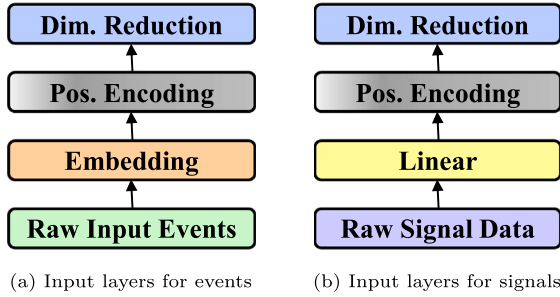 Dim. Reduction
Pos. Encoding
Embedding
Raw Input Events
(a) Input layers for events
Dim. Reduction
Pos. Encoding
Linear
Raw Signal Data
(b) Input layers for signals